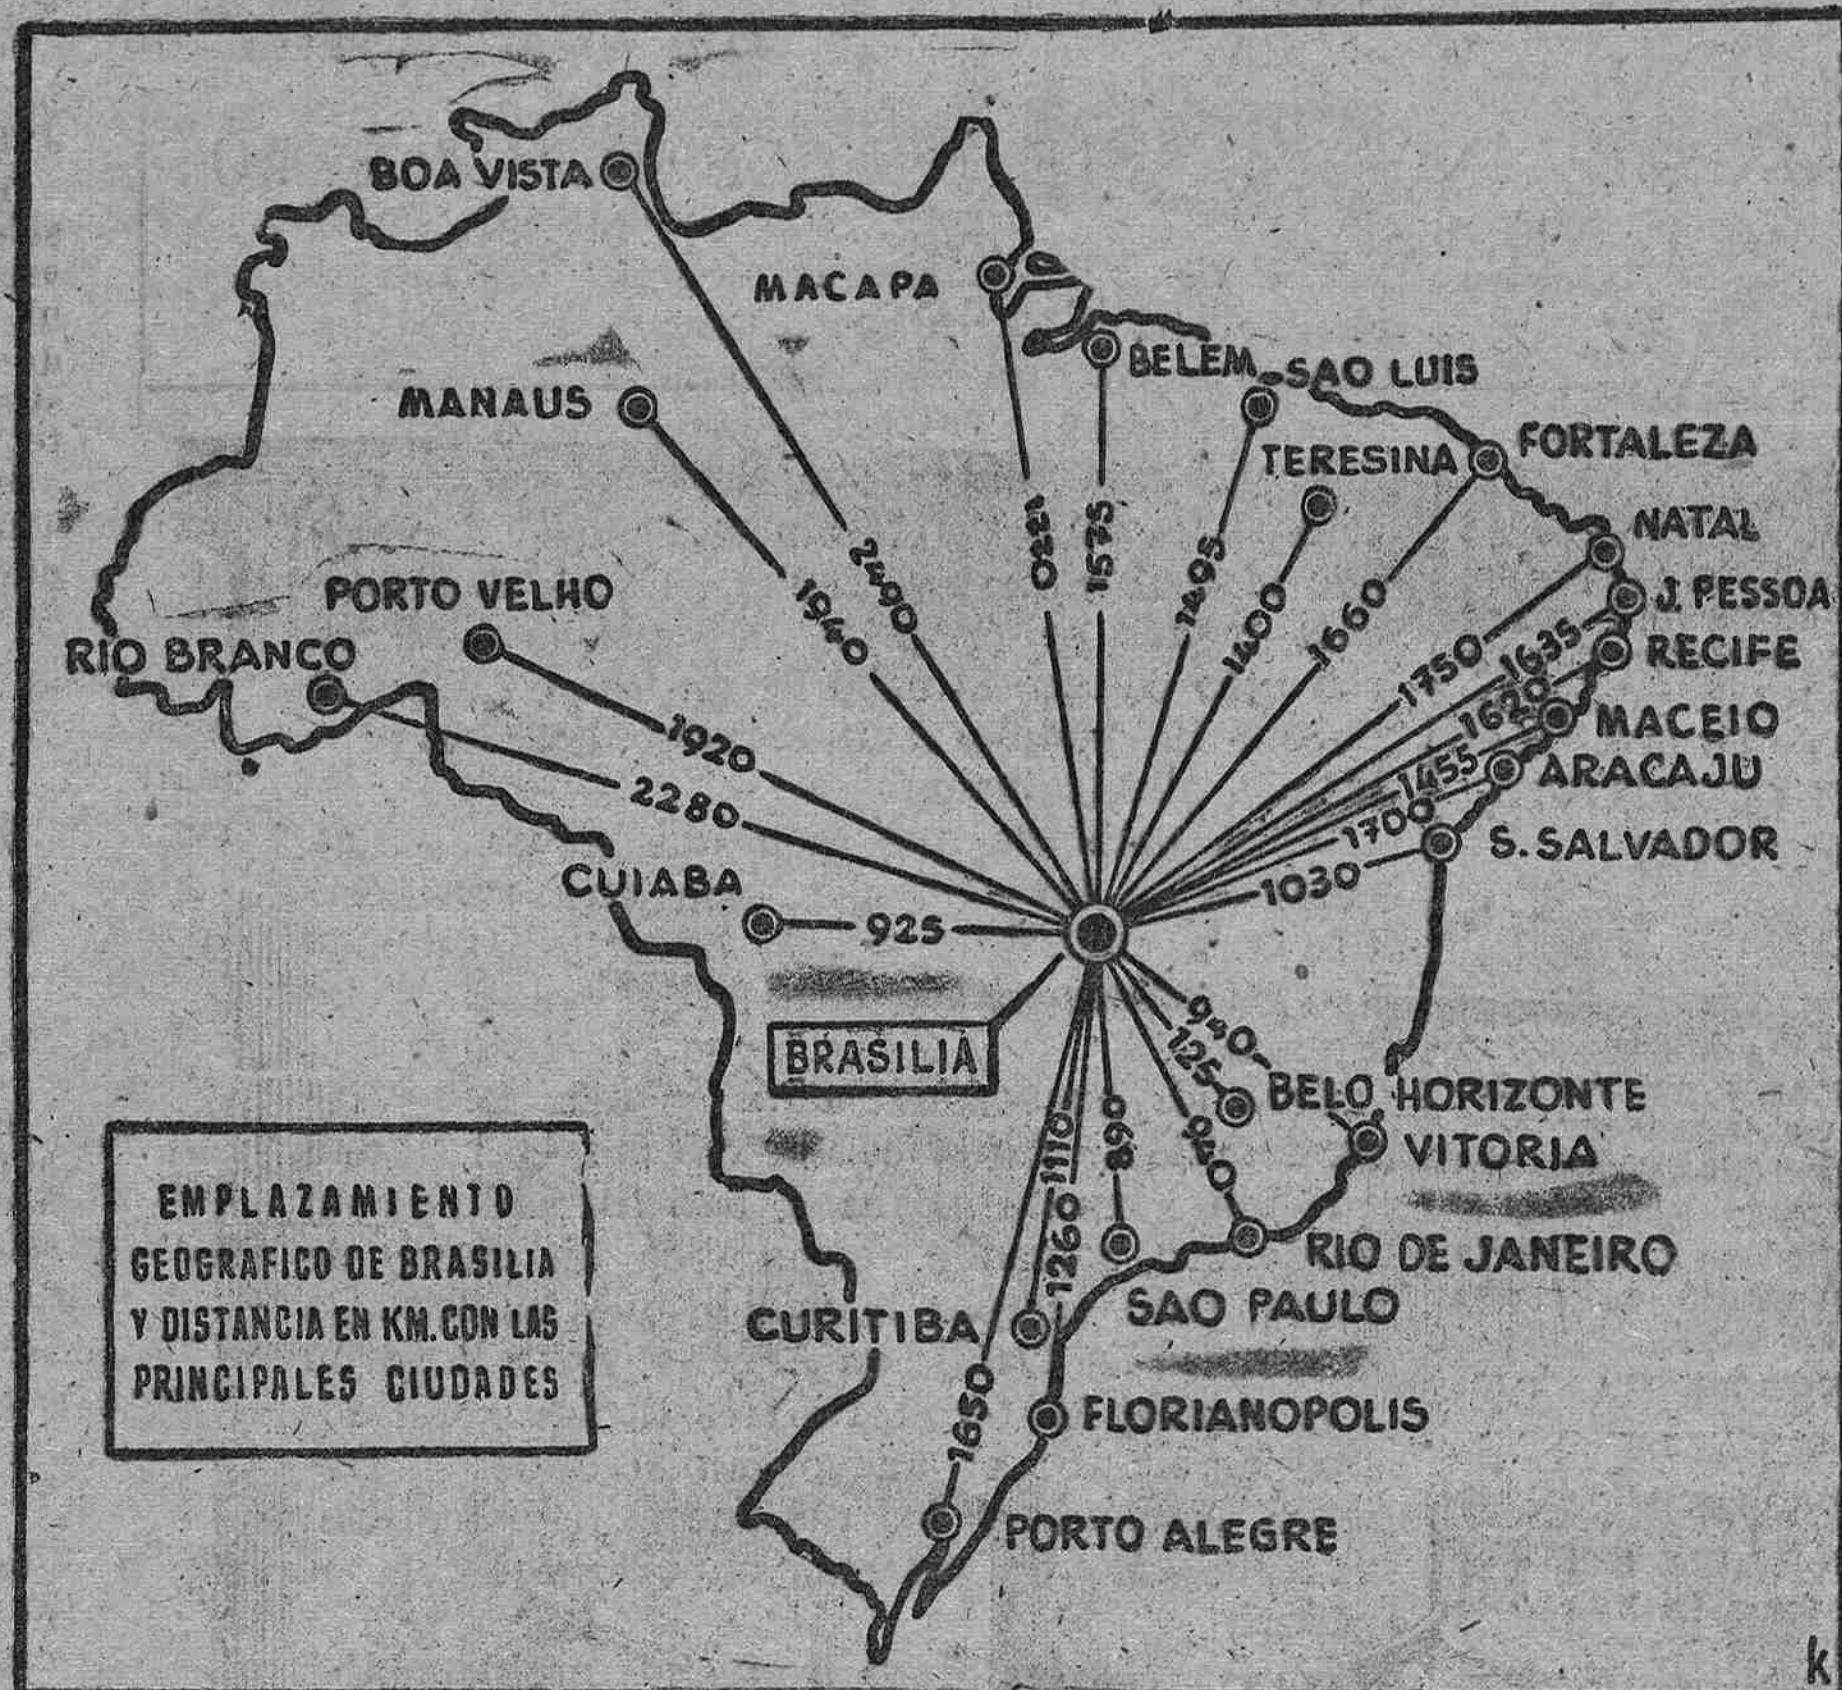 BOA VISTA
MACAPA
BELEM
SAO LUIS
MANAUS
TERESINA
FORTALEZA
NATAL
J. PESSOA
PORTO VELHO
RIO BRANCO
RECIFE
MACEIO
ARACAJU
S. SALVADOR
CUIABA
2490
1940
1575
1495
1400
1660
1750
1635
1620
1455
1700
1030
1920
2280
925
BRASILIA
940
125
940
890
1110
1260
1650
BELO HORIZONTE
VITORIA
RIO DE JANEIRO
SAO PAULO
CURITIBA
FLORIANOPOLIS
PORTO ALEGRE
EMPLAZAMIENTO
GEOGRAFICO DE BRASILIA
Y DISTANCIA EN KM. CON LAS
PRINCIPALES CIUDADES
k